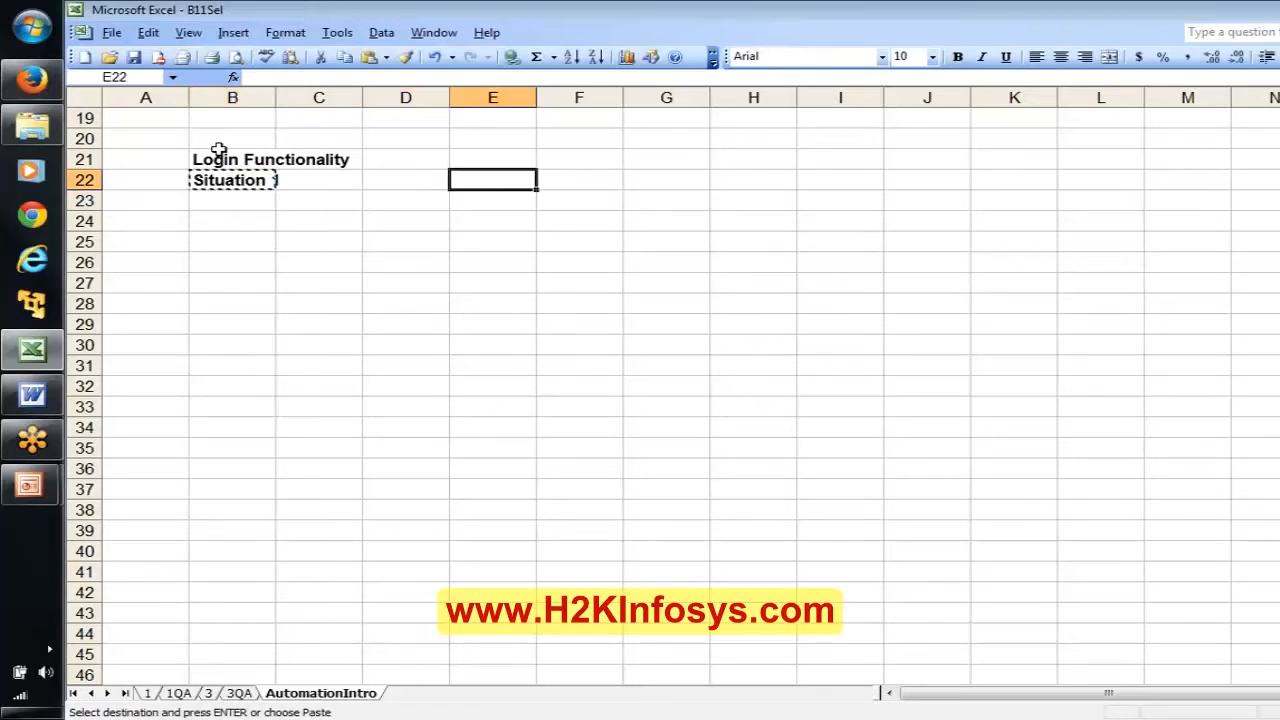 Microsoft Excel - B11Sel
File Edit View Insert Format Tools Data Window Help
Type a question f
Σ Arial 10 B I U $ % ,
E22 fx
A B C D E F G H I J K L M N
19
20
21 Login Functionality
22 Situation
23
24
25
26
27
28
29
30
31
32
33
34
35
36
37
38
39
40
41
42
www.H2KInfosys.com
43
44
45
46
1 1QA 3 3QA AutomationIntro
Select destination and press ENTER or choose Paste